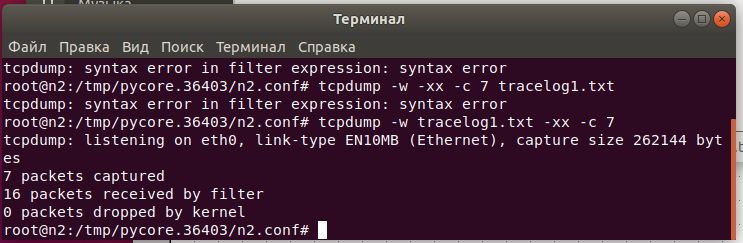 Музыка
Терминал
Файл Правка Вид Поиск Терминал Справка
tcpdump: syntax error in filter expression: syntax error
root@n2:/tmp/pycore.36403/n2.conf# tcpdump -w -xx -c 7 tracelog1.txt
tcpdump: syntax error in filter expression: syntax error
root@n2:/tmp/pycore.36403/n2.conf# tcpdump -w tracelog1.txt -xx -c 7
tcpdump: listening on eth0, link-type EN10MB (Ethernet), capture size 262144 byt
es
7 packets captured
16 packets received by filter
0 packets dropped by kernel
root@n2:/tmp/pycore.36403/n2.conf#